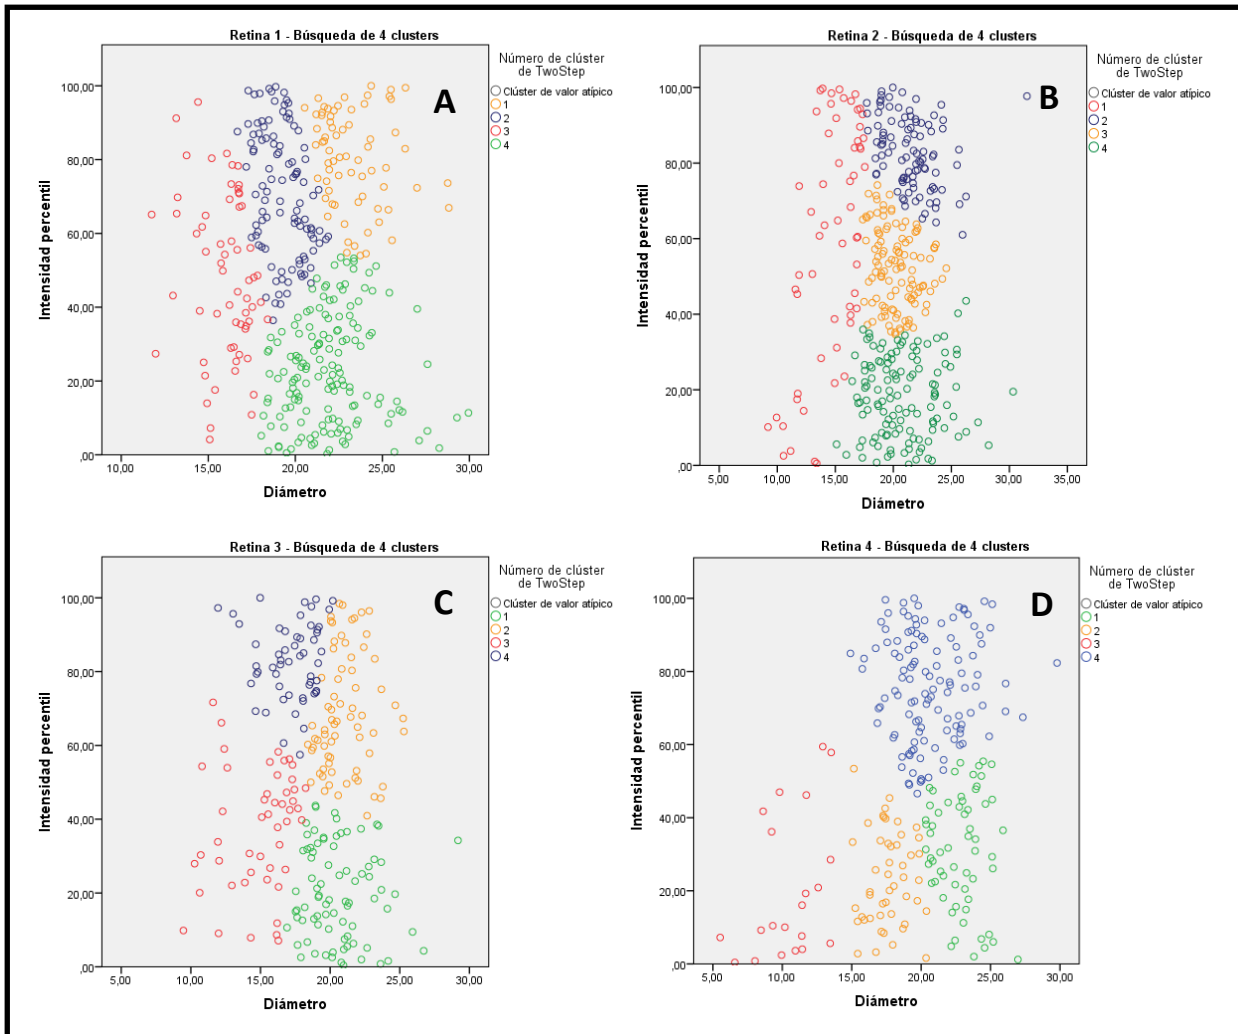 Retina 1 - Búsqueda de 4 clusters
A
Número de clúster
de TwoStep
Clúster de valor atípico
1
2
3
4
Intensidad percentil
100,00
80,00
60,00
40,00
20,00
,00
10,00 15,00 20,00 25,00 30,00
Diámetro
Retina 2 - Búsqueda de 4 clusters
B
Número de clúster
de TwoStep
Clúster de valor atípico
1
2
3
4
Intensidad percentil
100,00
80,00
60,00
40,00
20,00
,00
5,00 10,00 15,00 20,00 25,00 30,00 35,00
Diámetro
Retina 3 - Búsqueda de 4 clusters
C
Número de clúster
de TwoStep
Clúster de valor atípico
1
2
3
4
Intensidad percentil
100,00
80,00
60,00
40,00
20,00
,00
5,00 10,00 15,00 20,00 25,00 30,00
Diámetro
Retina 4 - Búsqueda de 4 clusters
D
Número de clúster
de TwoStep
Clúster de valor atípico
1
2
3
4
Intensidad percentil
100,00
80,00
60,00
40,00
20,00
,00
5,00 10,00 15,00 20,00 25,00 30,00
Diámetro